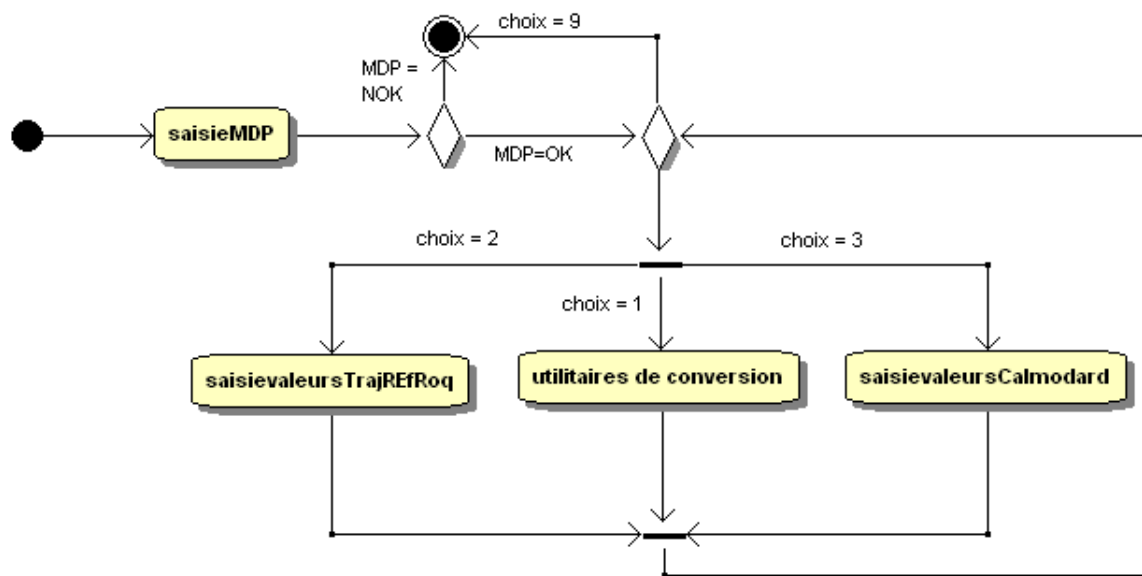 choix = 9
MDP =
NOK
saisieMDP
MDP=OK
choix = 2
choix = 3
choix = 1
saisievaleursTrajREfRoq
utilitaires de conversion
saisievaleursCalmodard